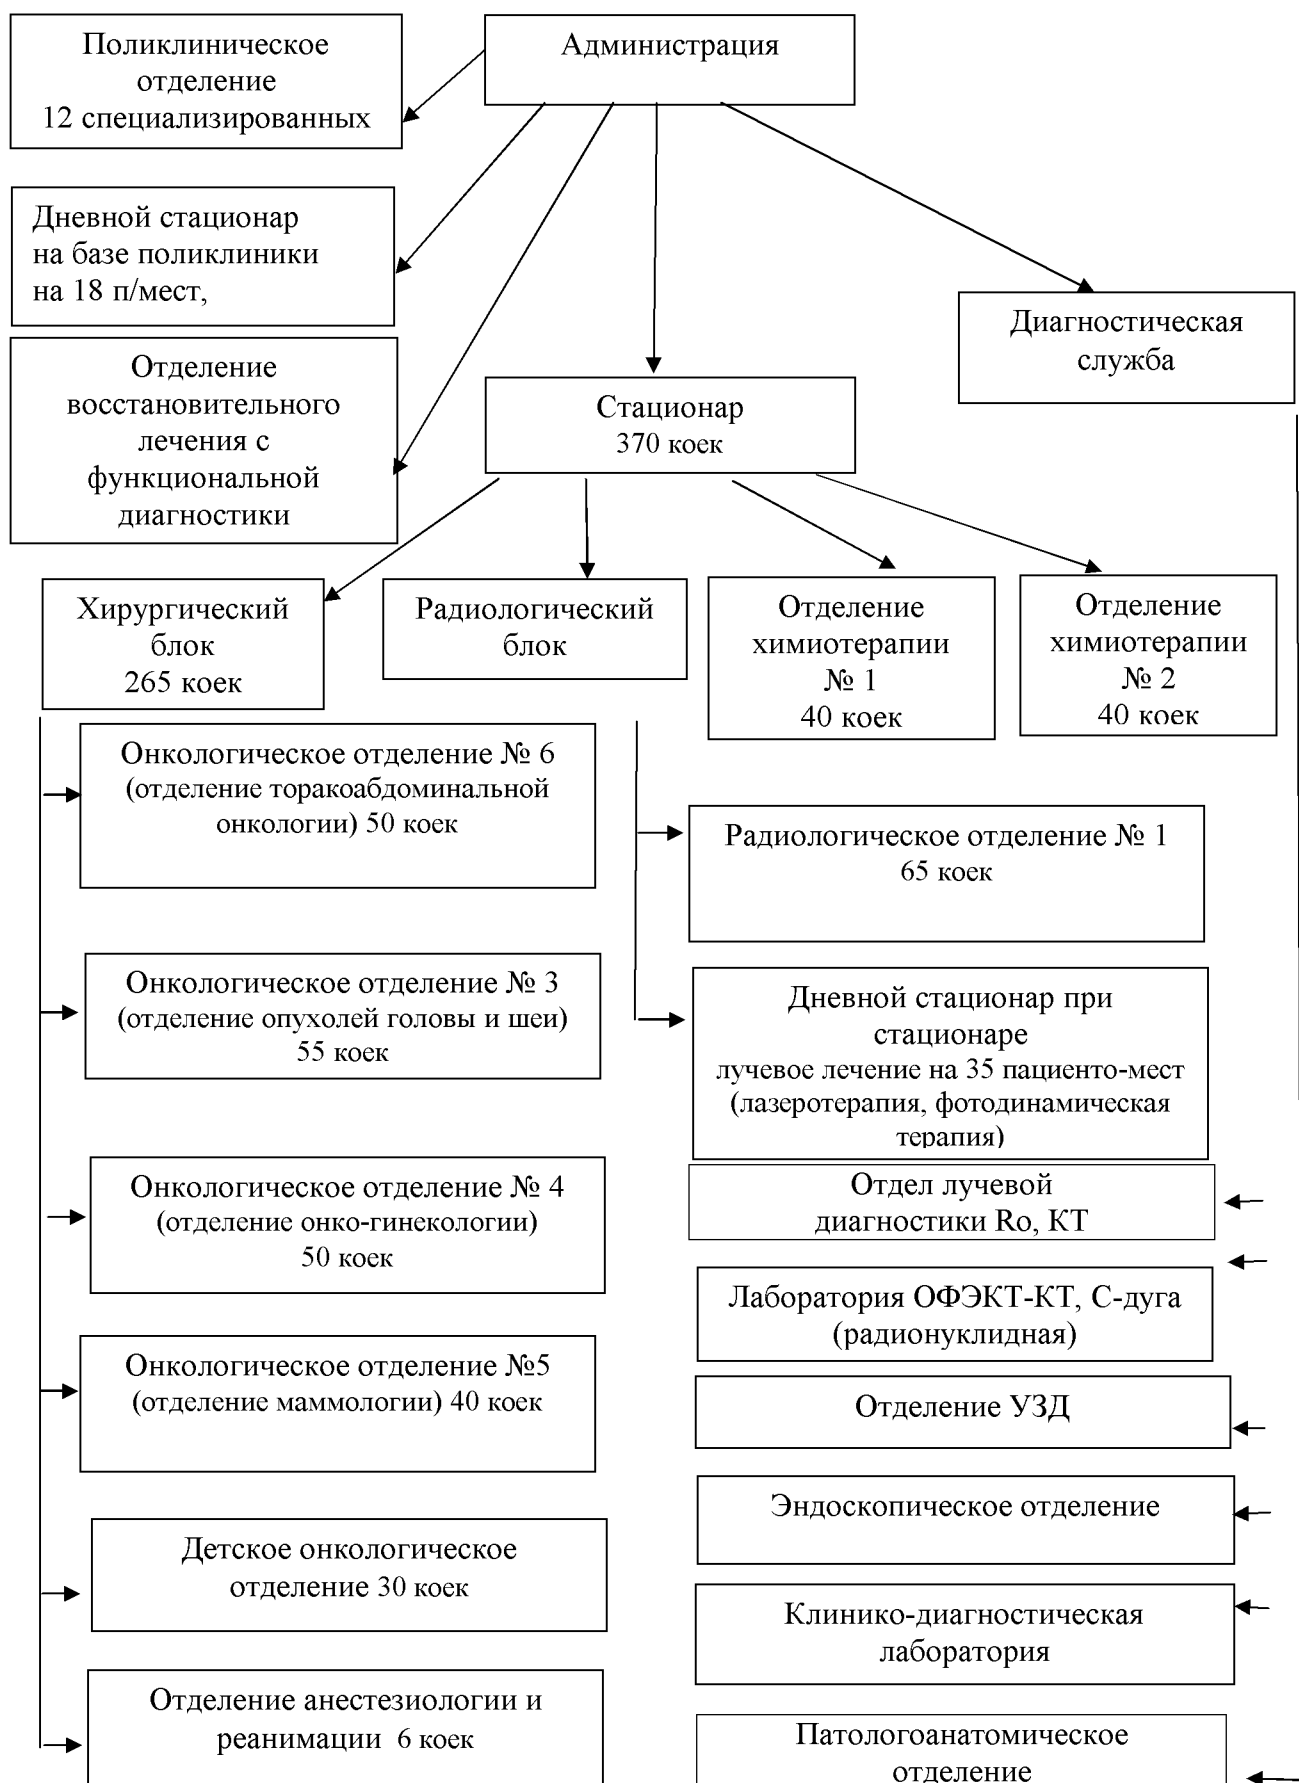 Поликлиническое
отделение
12 специализированных
Администрация
Дневной стационар
на базе поликлиники
на 18 п/мест,
Диагностическая
служба
Отделение
восстановительного
лечения с
функциональной
диагностики
Стационар
370 коек
Хирургический
блок
265 коек
Радиологический
блок
Отделение
химиотерапии
№ 1
40 коек
Отделение
химиотерапии
№ 2
40 коек
Онкологическое отделение № 6
(отделение торакоабдоминальной
онкологии) 50 коек
Онкологическое отделение № 3
(отделение опухолей головы и шеи)
55 коек
Онкологическое отделение № 4
(отделение онко-гинекологии)
50 коек
Онкологическое отделение №5
(отделение маммологии) 40 коек
Детское онкологическое
отделение 30 коек
Отделение анестезиологии и
реанимации 6 коек
Радиологическое отделение № 1
65 коек
Дневной стационар при
стационаре
лучевое лечение на 35 пациенто-мест
(лазеротерапия, фотодинамическая
терапия)
Отдел лучевой
диагностики Ro, КТ
Лаборатория ОФЭКТ-КТ, С-дуга
(радионуклидная)
Отделение УЗД
Эндоскопическое отделение
Клинико-диагностическая
лаборатория
Патологоанатомическое
отделение